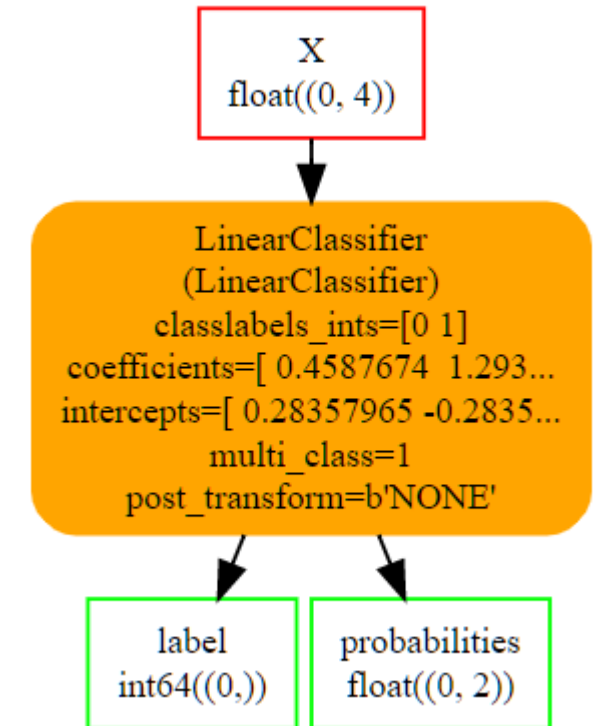 X
float((0, 4))
LinearClassifier
(LinearClassifier)
classlabels_ints=[0 1]
coefficients=[ 0.4587674  1.293...
intercepts=[ 0.28357965 -0.2835...
multi_class=1
post_transform=b'NONE'
label
int64((0,))
probabilities
float((0, 2))